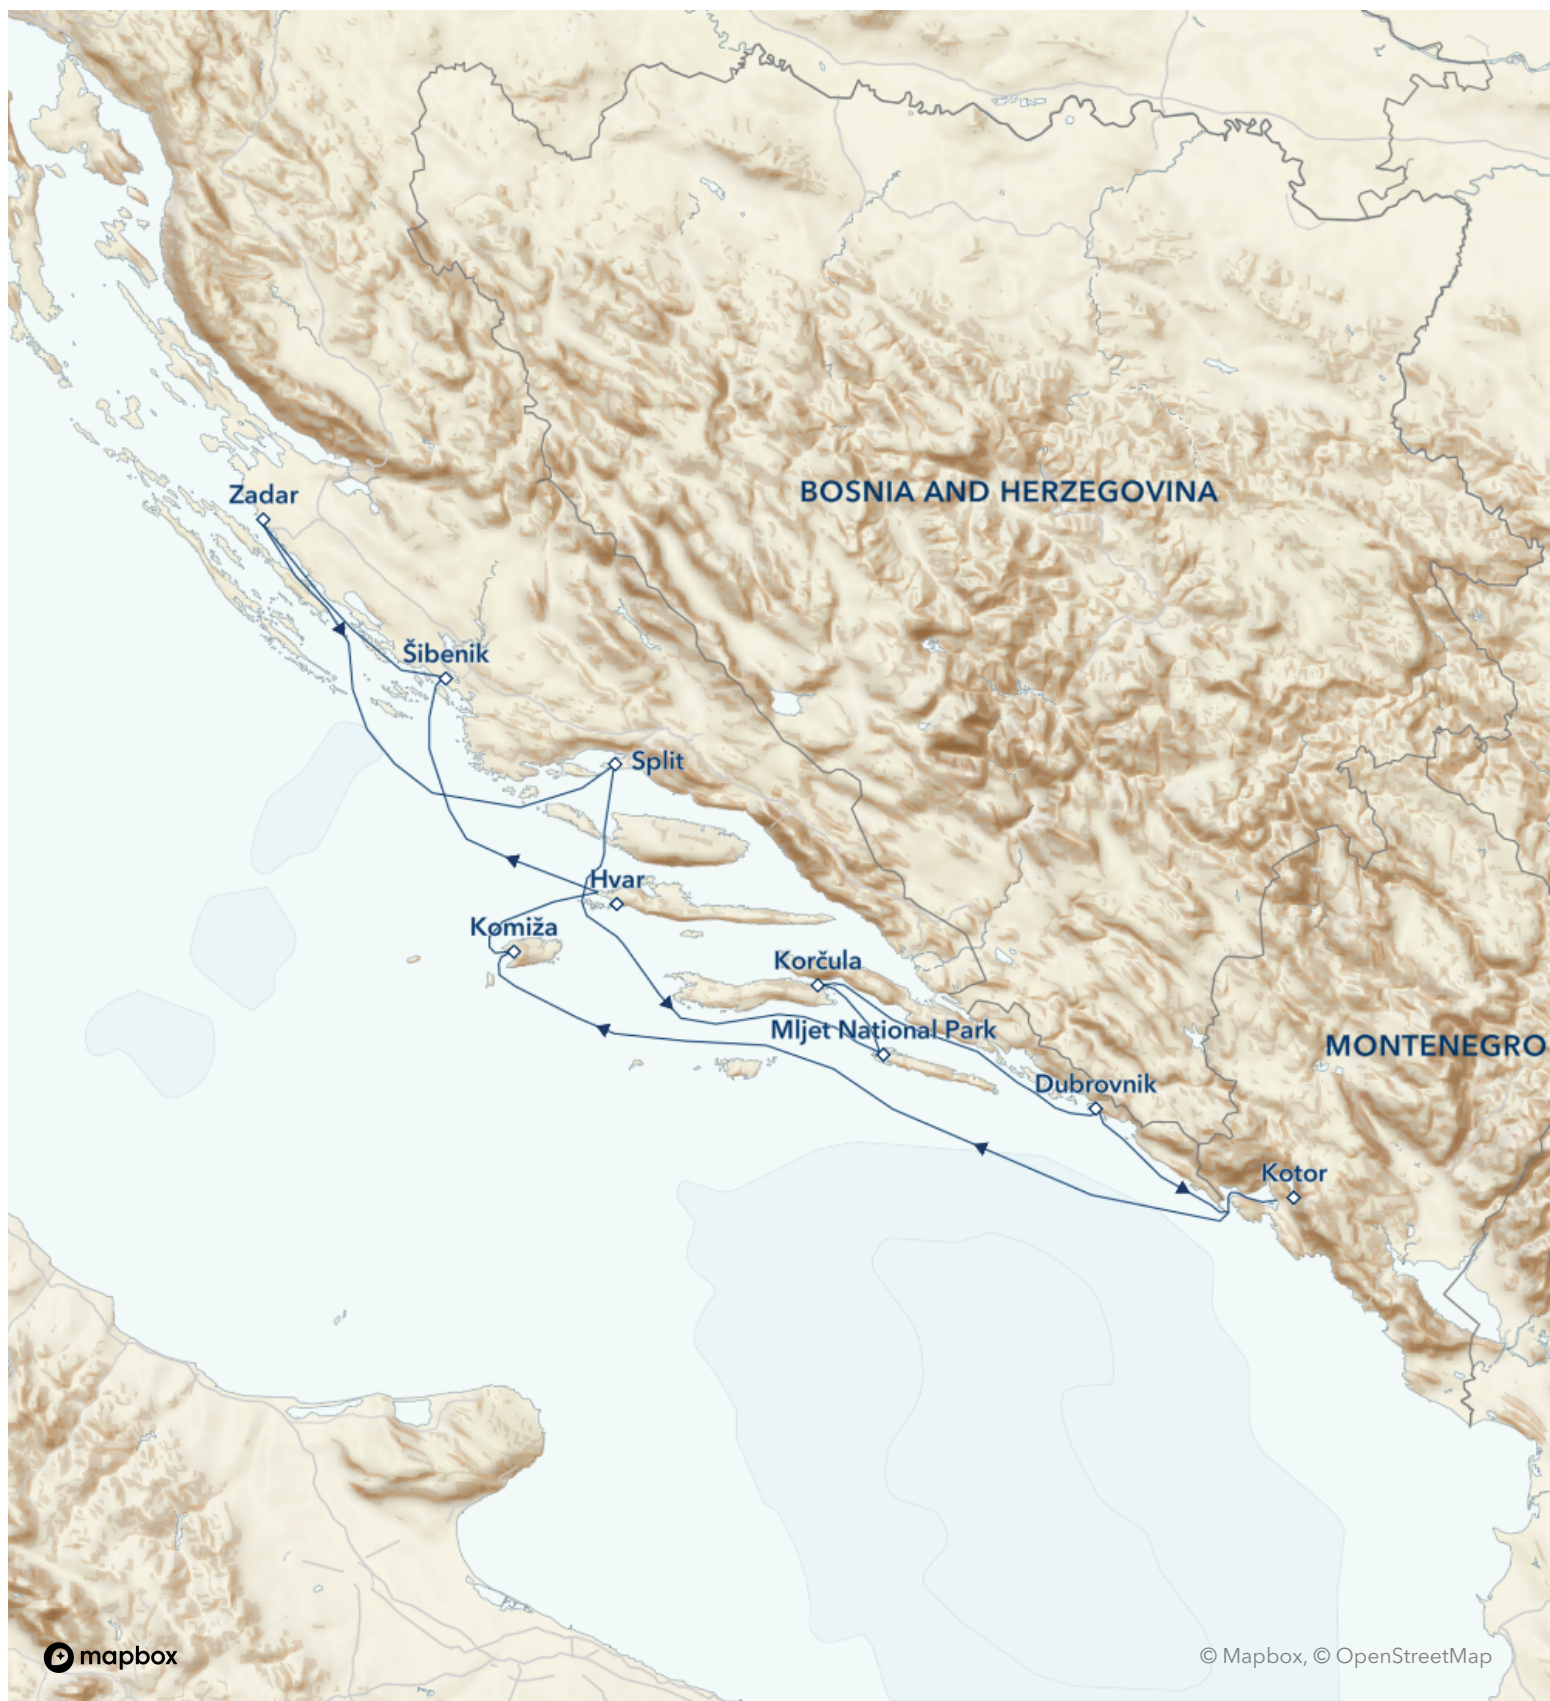 BOSNIA AND HERZEGOVINA
Zadar
Šibenik
Split
Hvar
Komiža
Korčula
Mljet National Park
MONTENEGRO
Dubrovnik
Kotor
mapbox
© Mapbox, © OpenStreetMap